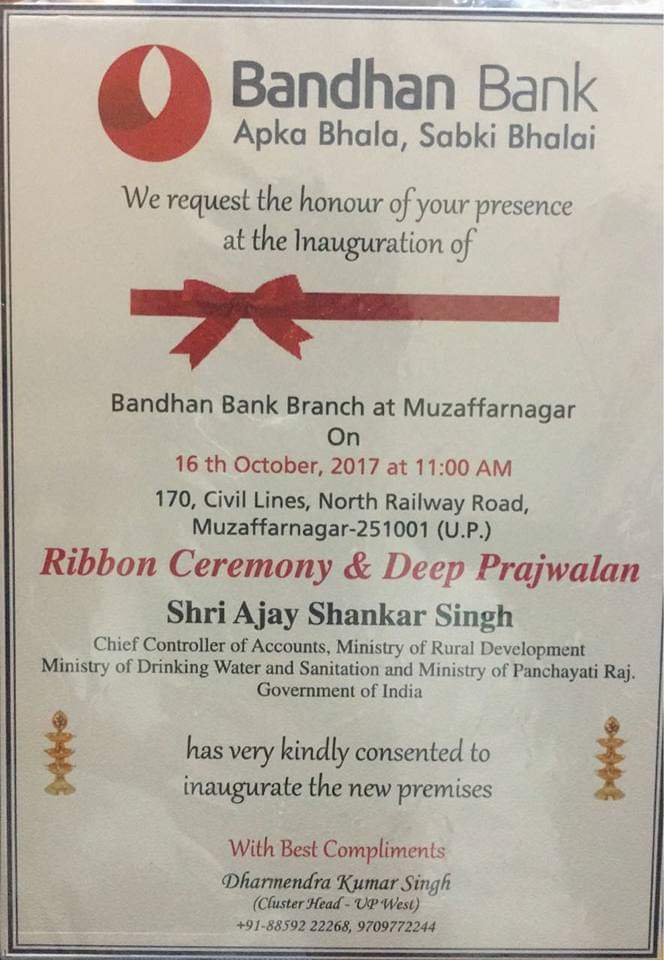 Bandhan Bank
Apka Bhala, Sabki Bhalai
We request the honour of your presence
at the Inauguration of
Bandhan Bank Branch at Muzaffarnagar
On
16 th October, 2017 at 11:00 AM
170, Civil Lines, North Railway Road,
Muzaffarnagar-251001 (U.P.)
Ribbon Ceremony & Deep Prajwalan
Shri Ajay Shankar Singh
Chief Controller of Accounts, Ministry of Rural Development
Ministry of Drinking Water and Sanitation and Ministry of Panchayati Raj.
Government of India
has very kindly consented to
inaugurate the new premises
With Best Compliments
Dharmendra Kumar Singh
(Cluster Head - UP West)
+91-88592 22268, 9709772244